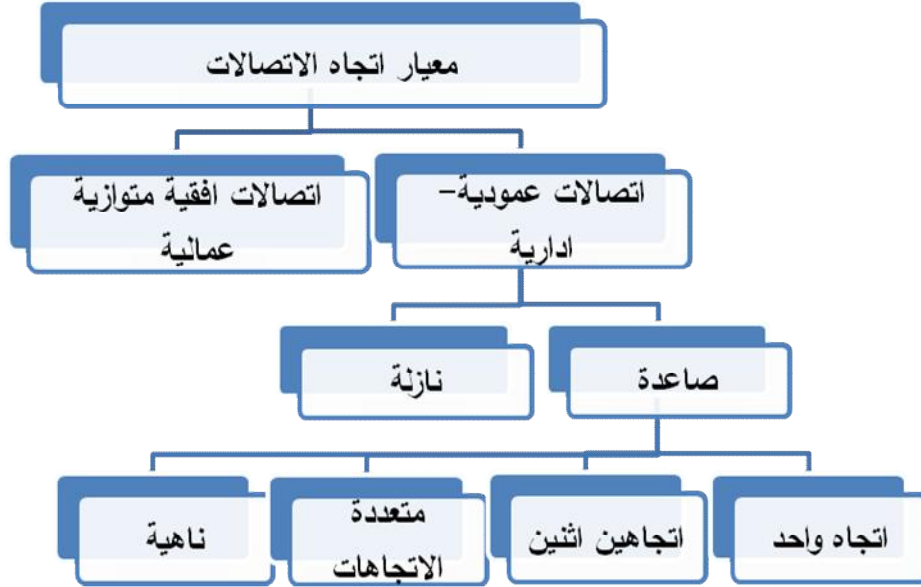 معيار اتجاه الاتصالات
اتصالات عمودية-
ادارية
اتصالات افقية متوازية
عمالية
صاعدة
نازلة
اتجاه واحد
اتجاهين اثنين
متعددة
الاتجاهات
ناهية